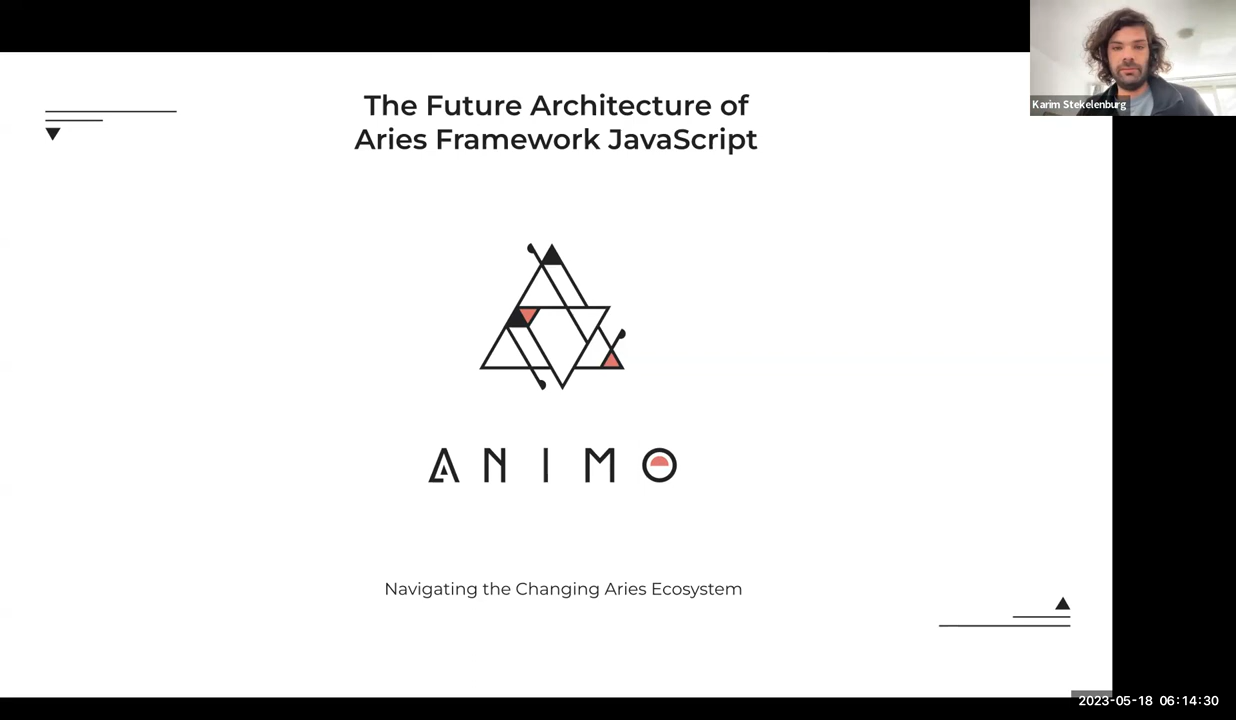 The Future Architecture of
Aries Framework JavaScript
Karim Stekelenburg
ANIMO
Navigating the Changing Aries Ecosystem
2023-05-18 06:14:30